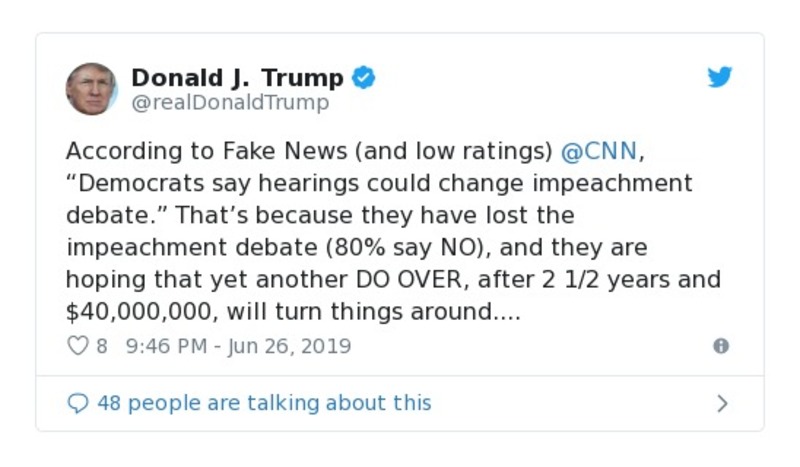 Donald J. Trump
@realDonaldTrump
According to Fake News (and low ratings) @CNN,
“Democrats say hearings could change impeachment
debate.” That’s because they have lost the
impeachment debate (80% say NO), and they are
hoping that yet another DO OVER, after 2 1/2 years and
$40,000,000, will turn things around....
8 9:46 PM - Jun 26, 2019
48 people are talking about this